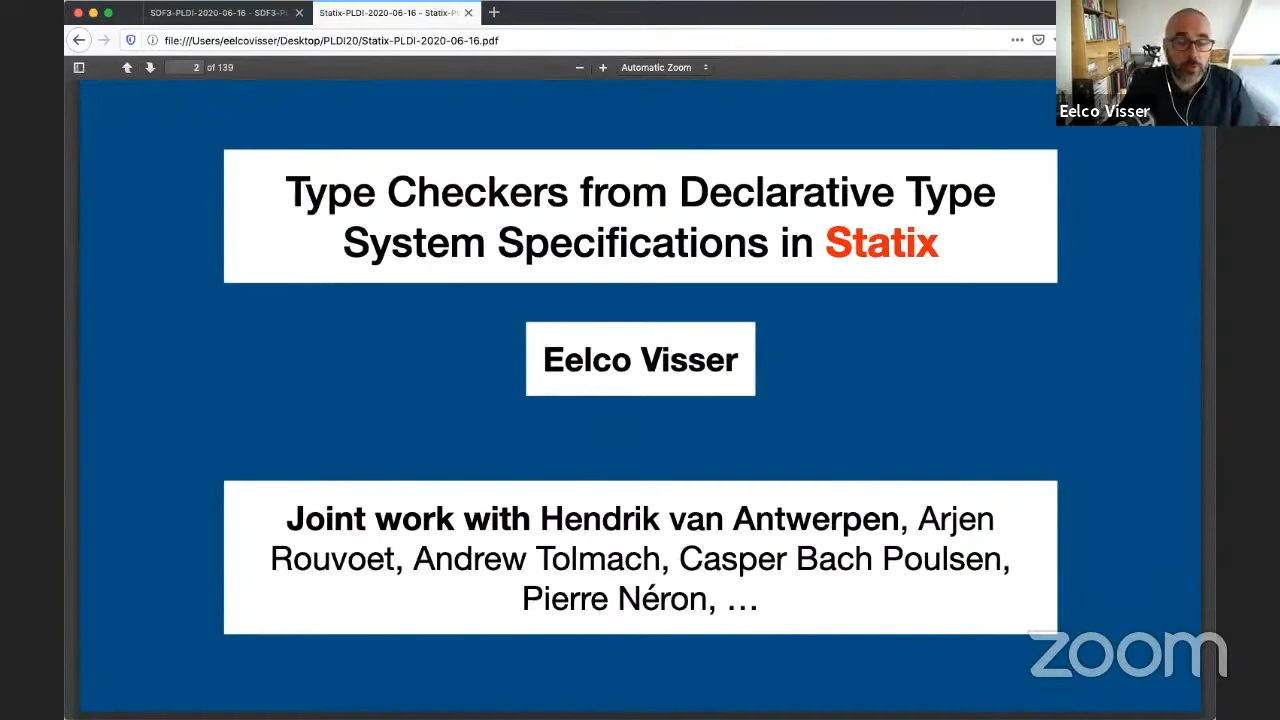 SDF3-PLDI-2020-06-16 - SDF3-PL
Statix-PLDI-2020-06-16 - Statix-PL
file:///Users/eelcovisser/Desktop/PLDI20/Statix-PLDI-2020-06-16.pdf
2 of 139
Automatic Zoom
Eelco Visser
Type Checkers from Declarative Type
System Specifications in Statix
Eelco Visser
Joint work with Hendrik van Antwerpen, Arjen
Rouvoet, Andrew Tolmach, Casper Bach Poulsen,
Pierre Néron, …
zoom